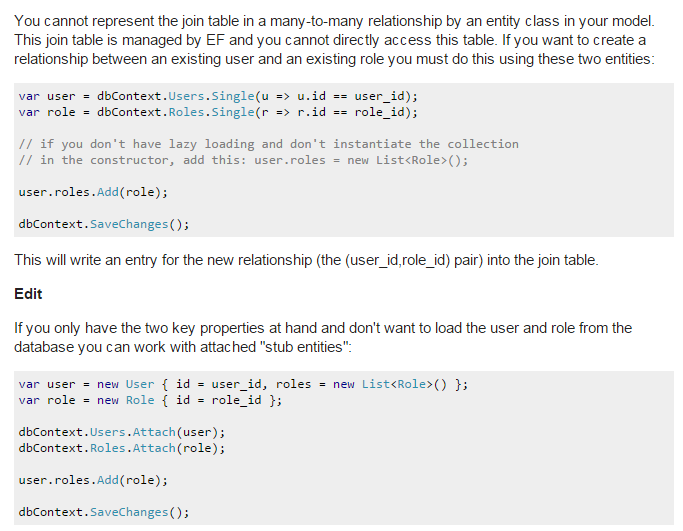 You cannot represent the join table in a many-to-many relationship by an entity class in your model.
This join table is managed by EF and you cannot directly access this table. If you want to create a
relationship between an existing user and an existing role you must do this using these two entities:
var user = dbContext.Users.Single(u => u.id == user_id);
var role = dbContext.Roles.Single(r => r.id == role_id);
// if you don't have lazy loading and don't instantiate the collection
// in the constructor, add this: user.roles = new List<Role>();
user.roles.Add(role);
dbContext.SaveChanges();
This will write an entry for the new relationship (the (user_id,role_id) pair) into the join table.
Edit
If you only have the two key properties at hand and don't want to load the user and role from the
database you can work with attached "stub entities":
var user = new User { id = user_id, roles = new List<Role>() };
var role = new Role { id = role_id };
dbContext.Users.Attach(user);
dbContext.Roles.Attach(role);
user.roles.Add(role);
dbContext.SaveChanges();